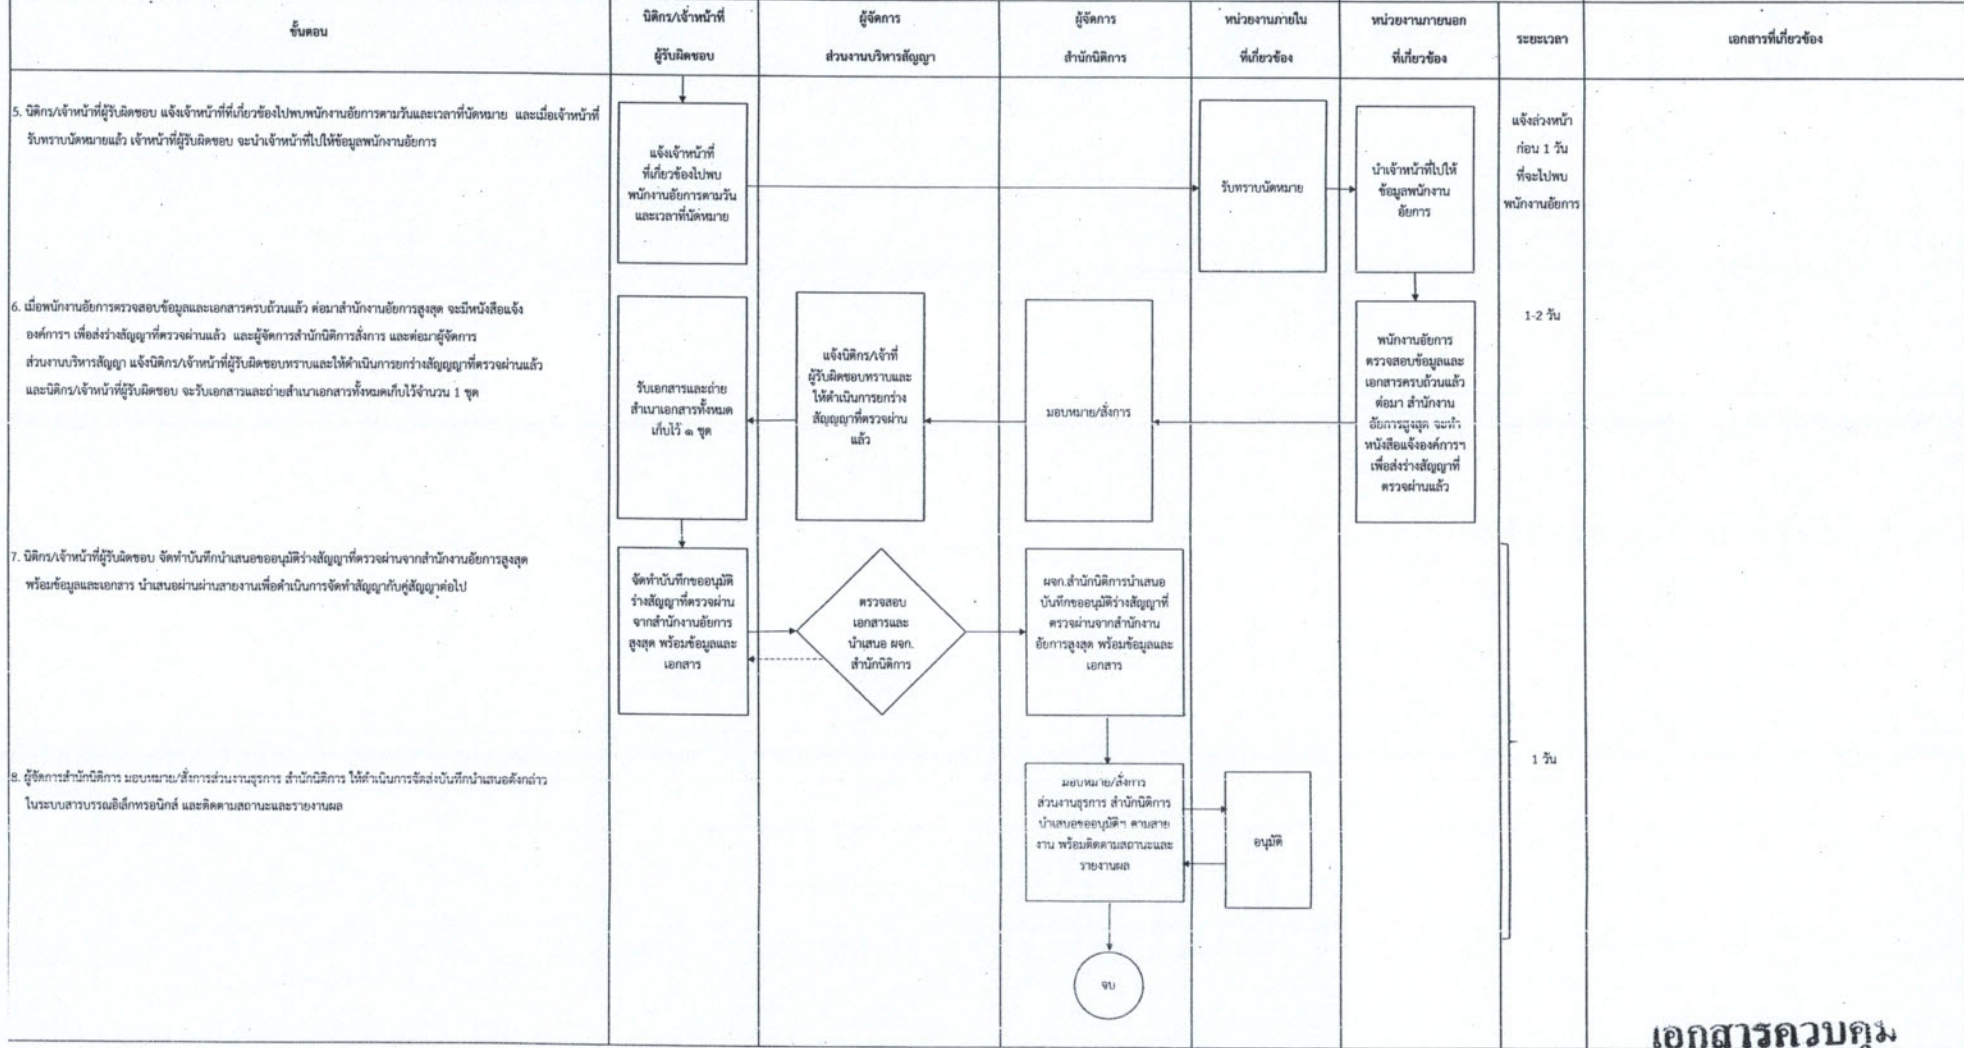 ขั้นตอน
นิติกร/เจ้าหน้าที่
ผู้รับผิดชอบ
ผู้จัดการ
ส่วนงานบริหารสัญญา
ผู้จัดการ
สำนักนิติการ
หน่วยงานภายใน
ที่เกี่ยวข้อง
หน่วยงานภายนอก
ที่เกี่ยวข้อง
ระยะเวลา
เอกสารที่เกี่ยวข้อง
5. นิติกร/เจ้าหน้าที่ผู้รับผิดชอบ แจ้งเจ้าหน้าที่ที่เกี่ยวข้องไปพบพนักงานอัยการตามวันและเวลาที่นัดหมาย และเมื่อเจ้าหน้าที่
รับทราบนัดหมายแล้ว เจ้าหน้าที่ผู้รับผิดชอบ จะนำเจ้าหน้าที่ไปให้ข้อมูลพนักงานอัยการ
แจ้งเจ้าหน้าที่
ที่เกี่ยวข้องไปพบ
พนักงานอัยการตามวัน
และเวลาที่นัดหมาย
รับทราบนัดหมาย
นำเจ้าหน้าที่ไปให้
ข้อมูลพนักงาน
อัยการ
แจ้งล่วงหน้า
ก่อน 1 วัน
ที่จะไปพบ
พนักงานอัยการ
6. เมื่อพนักงานอัยการตรวจสอบข้อมูลและเอกสารครบถ้วนแล้ว ต่อมาสำนักงานอัยการสูงสุด จะมีหนังสือแจ้ง
องค์การฯ เพื่อส่งร่างสัญญาที่ตรวจผ่านแล้ว และผู้จัดการสำนักนิติการสั่งการ และต่อมาผู้จัดการ
ส่วนงานบริหารสัญญา แจ้งนิติกร/เจ้าหน้าที่ผู้รับผิดชอบทราบและให้ดำเนินการยกร่างสัญญญาที่ตรวจผ่านแล้ว
และนิติกร/เจ้าหน้าที่ผู้รับผิดชอบ จะรับเอกสารและถ่ายสำเนาเอกสารทั้งหมดเก็บไว้จำนวน 1 ชุด
รับเอกสารและถ่าย
สำเนาเอกสารทั้งหมด
เก็บไว้ ๑ ชุด
แจ้งนิติกร/เจ้าที่
ผู้รับผิดชอบทราบและ
ให้ดำเนินการยกร่าง
สัญญญาที่ตรวจผ่าน
แล้ว
มอบหมาย/สั่งการ
พนักงานอัยการ
ตรวจสอบข้อมูลและ
เอกสารครบถ้วนแล้ว
ต่อมา สำนักงาน
อัยการสูงสุด จะทำ
หนังสือแจ้งองค์การฯ
เพื่อส่งร่างสัญญาที่
ตรวจผ่านแล้ว
1-2 วัน
7. นิติกร/เจ้าหน้าที่ผู้รับผิดชอบ จัดทำบันทึกนำเสนอขออนุมัติร่างสัญญาที่ตรวจผ่านจากสำนักงานอัยการสูงสุด
พร้อมข้อมูลและเอกสาร นำเสนอผ่านผ่านสายงานเพื่อดำเนินการจัดทำสัญญากับคู่สัญญาต่อไป
จัดทำบันทึกขออนุมัติ
ร่างสัญญาที่ตรวจผ่าน
จากสำนักงานอัยการ
สูงสุด พร้อมข้อมูลและ
เอกสาร
ตรวจสอบ
เอกสารและ
นำเสนอ ผจก.
สำนักนิติการ
ผจก.สำนักนิติการนำเสนอ
บันทึกขออนุมัติร่างสัญญาที่
ตรวจผ่านจากสำนักงาน
อัยการสูงสุด พร้อมข้อมูลและ
เอกสาร
8. ผู้จัดการสำนักนิติการ มอบหมาย/สั่งการส่วนงานธุรการ สำนักนิติการ ให้ดำเนินการจัดส่งบันทึกนำเสนอดังกล่าว
ในระบบสารบรรณอิเล็กทรอนิกส์ และติดตามสถานะและรายงานผล
มอบหมาย/สั่งการ
ส่วนงานธุรการ สำนักนิติการ
นำเสนอขออนุมัติฯ ตามสาย
งาน พร้อมติดตามสถานะและ
รายงานผล
อนุมัติ
1 วัน
จบ
เอกสารควบคุม